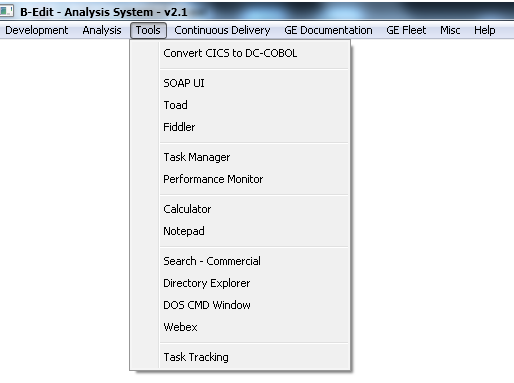 B-Edit - Analysis System - v2.1
Development Analysis Tools Continuous Delivery GE Documentation GE Fleet Misc Help
Convert CICS to DC-COBOL
SOAP UI
Toad
Fiddler
Task Manager
Performance Monitor
Calculator
Notepad
Search - Commercial
Directory Explorer
DOS CMD Window
Webex
Task Tracking